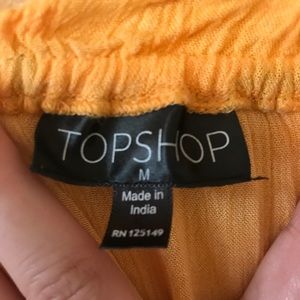 TOPSHOP
M
Made in
India
RN 125149